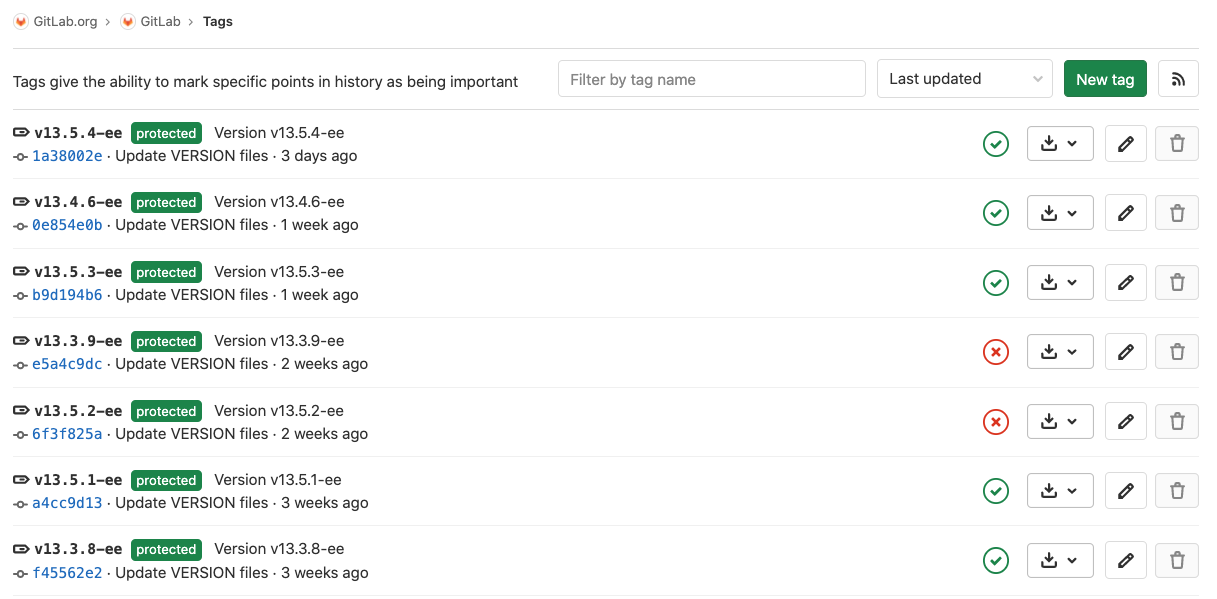 GitLab.org › GitLab › Tags
Tags give the ability to mark specific points in history as being important
Filter by tag name
Last updated
New tag
v13.5.4-ee protected Version v13.5.4-ee
1a38002e · Update VERSION files · 3 days ago
v13.4.6-ee protected Version v13.4.6-ee
0e854e0b · Update VERSION files · 1 week ago
v13.5.3-ee protected Version v13.5.3-ee
b9d194b6 · Update VERSION files · 1 week ago
v13.3.9-ee protected Version v13.3.9-ee
e5a4c9dc · Update VERSION files · 2 weeks ago
v13.5.2-ee protected Version v13.5.2-ee
6f3f825a · Update VERSION files · 2 weeks ago
v13.5.1-ee protected Version v13.5.1-ee
a4cc9d13 · Update VERSION files · 3 weeks ago
v13.3.8-ee protected Version v13.3.8-ee
f45562e2 · Update VERSION files · 3 weeks ago